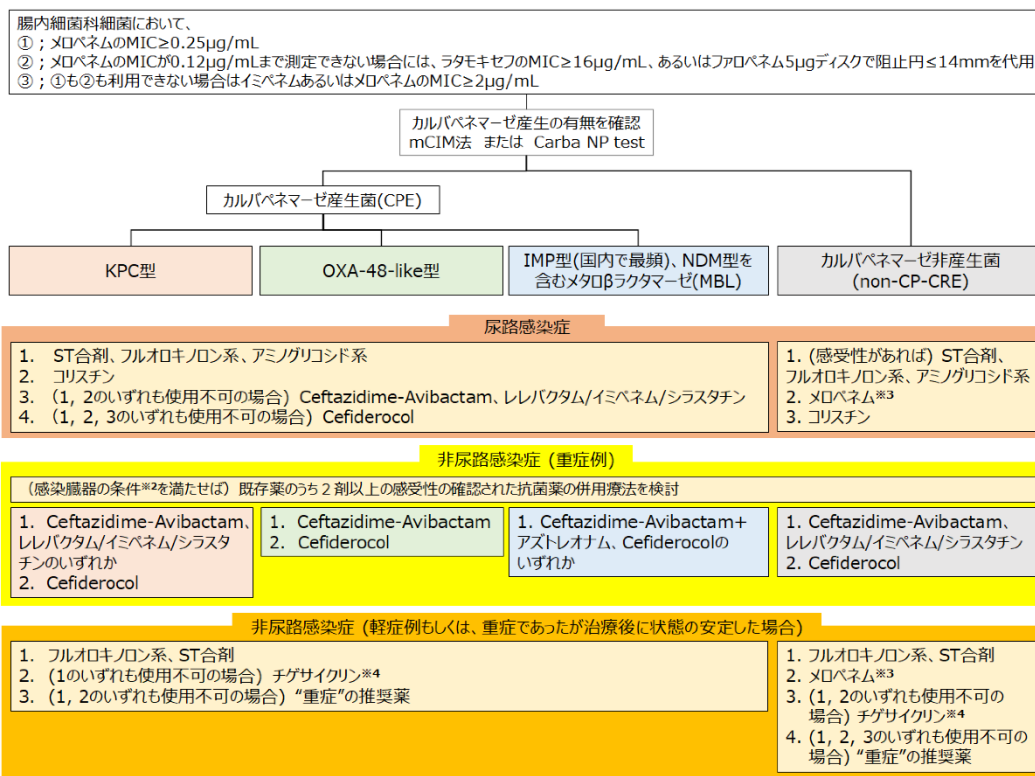 腸内細菌科細菌において、
①；メロペネムのMIC≥0.25μg/mL
②；メロペネムのMICが0.12μg/mLまで測定できない場合には、ラタモキセフのMIC≥16μg/mL、あるいはファロペネム5μgディスクで阻止円≤14mmを代用
③；①も②も利用できない場合はイミペネムあるいはメロペネムのMIC≥2μg/mL
カルバペネマーゼ産生の有無を確認
mCIM法 または Carba NP test
カルバペネマーゼ産生菌(CPE)
KPC型
OXA-48-like型
IMP型(国内で最頻)、NDM型を
含むメタロβラクタマーゼ(MBL)
カルバペネマーゼ非産生菌
(non-CP-CRE)
尿路感染症
1. ST合剤、フルオロキノロン系、アミノグリコシド系
2. コリスチン
3. (1, 2のいずれも使用不可の場合) Ceftazidime-Avibactam、レレバクタム/イミペネム/シラスタチン
4. (1, 2, 3のいずれも使用不可の場合) Cefiderocol
1. (感受性があれば) ST合剤、
フルオロキノロン系、アミノグリコシド系
2. メロペネム※3
3. コリスチン
非尿路感染症 (重症例)
（感染臓器の条件※2を満たせば）既存薬のうち２剤以上の感受性の確認された抗菌薬の併用療法を検討
1. Ceftazidime-Avibactam、
レレバクタム/イミペネム/シラスタ
チンのいずれか
2. Cefiderocol
1. Ceftazidime-Avibactam
2. Cefiderocol
1. Ceftazidime-Avibactam+
アズトレオナム、Cefiderocolの
いずれか
1. Ceftazidime-Avibactam、
レレバクタム/イミペネム/シラスタチン
2. Cefiderocol
非尿路感染症 (軽症例もしくは、重症であったが治療後に状態の安定した場合)
1. フルオロキノロン系、ST合剤
2. (1のいずれも使用不可の場合) チゲサイクリン※4
3. (1, 2のいずれも使用不可の場合) “重症”の推奨薬
1. フルオロキノロン系、ST合剤
2. メロペネム※3
3. (1, 2のいずれも使用不可の
場合) チゲサイクリン※4
4. (1, 2, 3のいずれも使用不可の
場合) “重症”の推奨薬